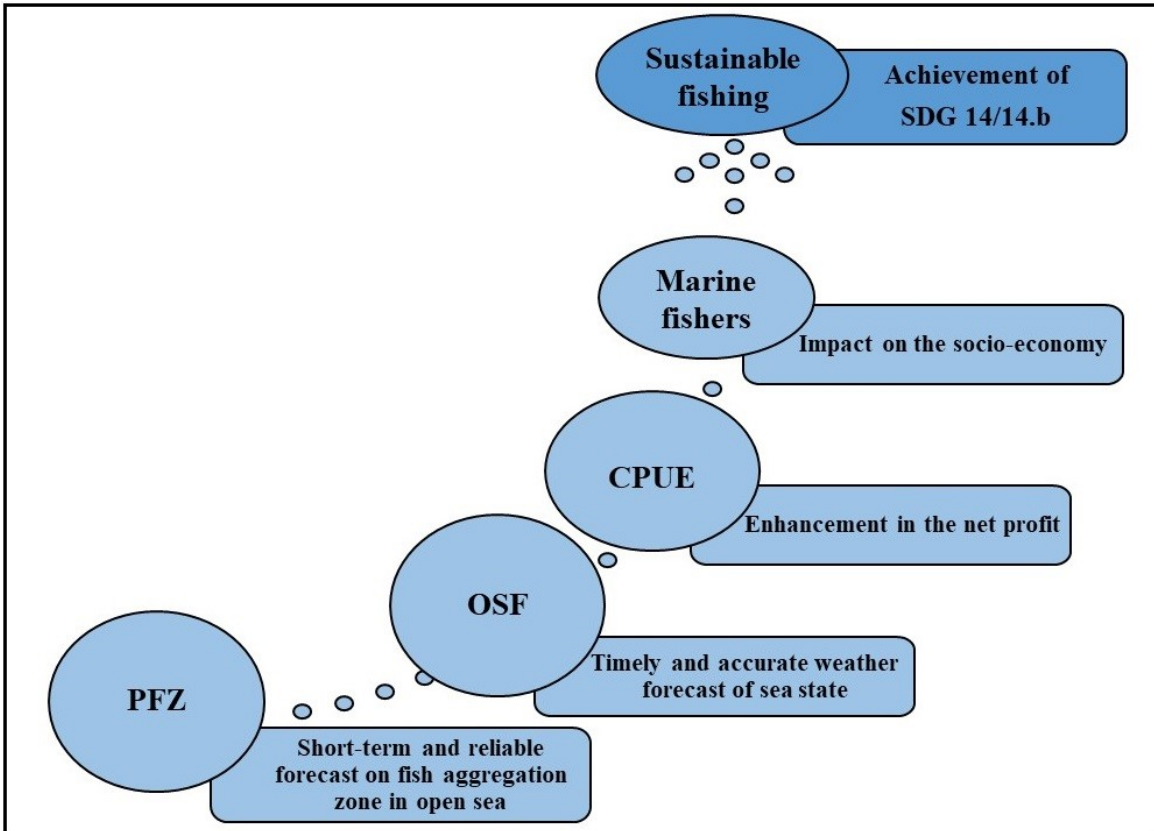 Sustainable
fishing
Achievement of
SDG 14/14.b
Marine
fishers
Impact on the socio-economy
CPUE
Enhancement in the net profit
OSF
Timely and accurate weather
forecast of sea state
PFZ
Short-term and reliable
forecast on fish aggregation
zone in open sea